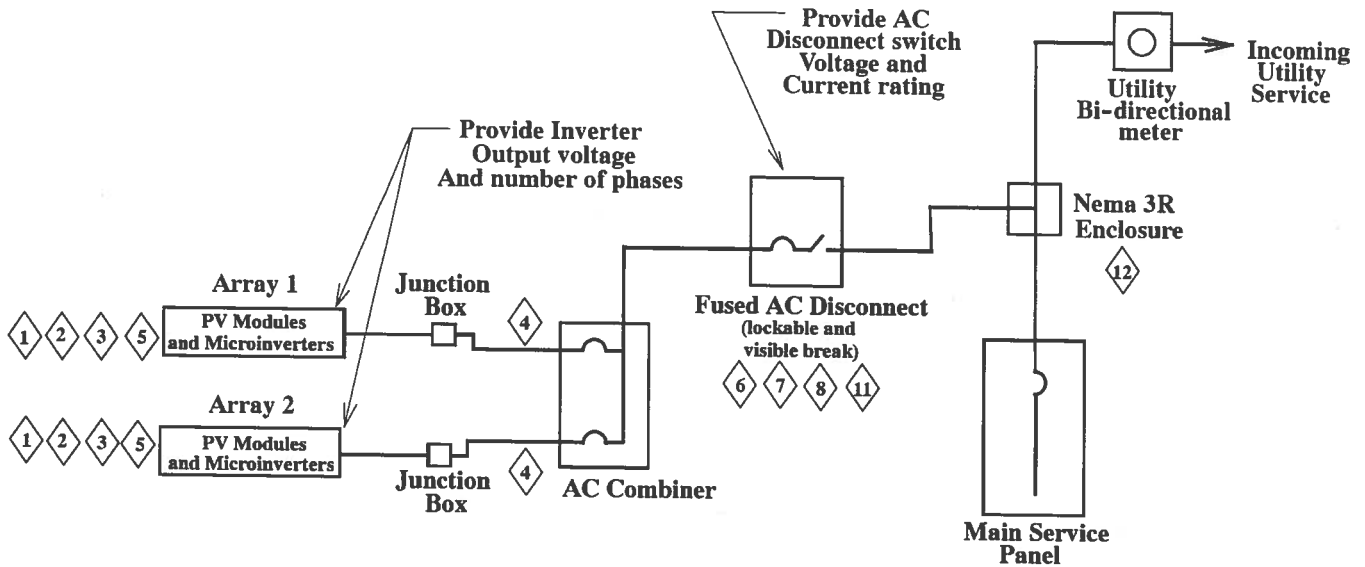 Provide AC
Disconnect switch
Voltage and
Current rating
Incoming
Utility
Service
Utility
Bi-directional
meter
Provide Inverter
Output voltage
And number of phases
Nema 3R
Enclosure
12
Array 1
Junction
Box
1 2 3 5
PV Modules
and Microinverters
4
Fused AC Disconnect
(lockable and
visible break)
6 7 8 11
Array 2
1 2 3 5
PV Modules
and Microinverters
Junction
Box
4
AC Combiner
Main Service
Panel